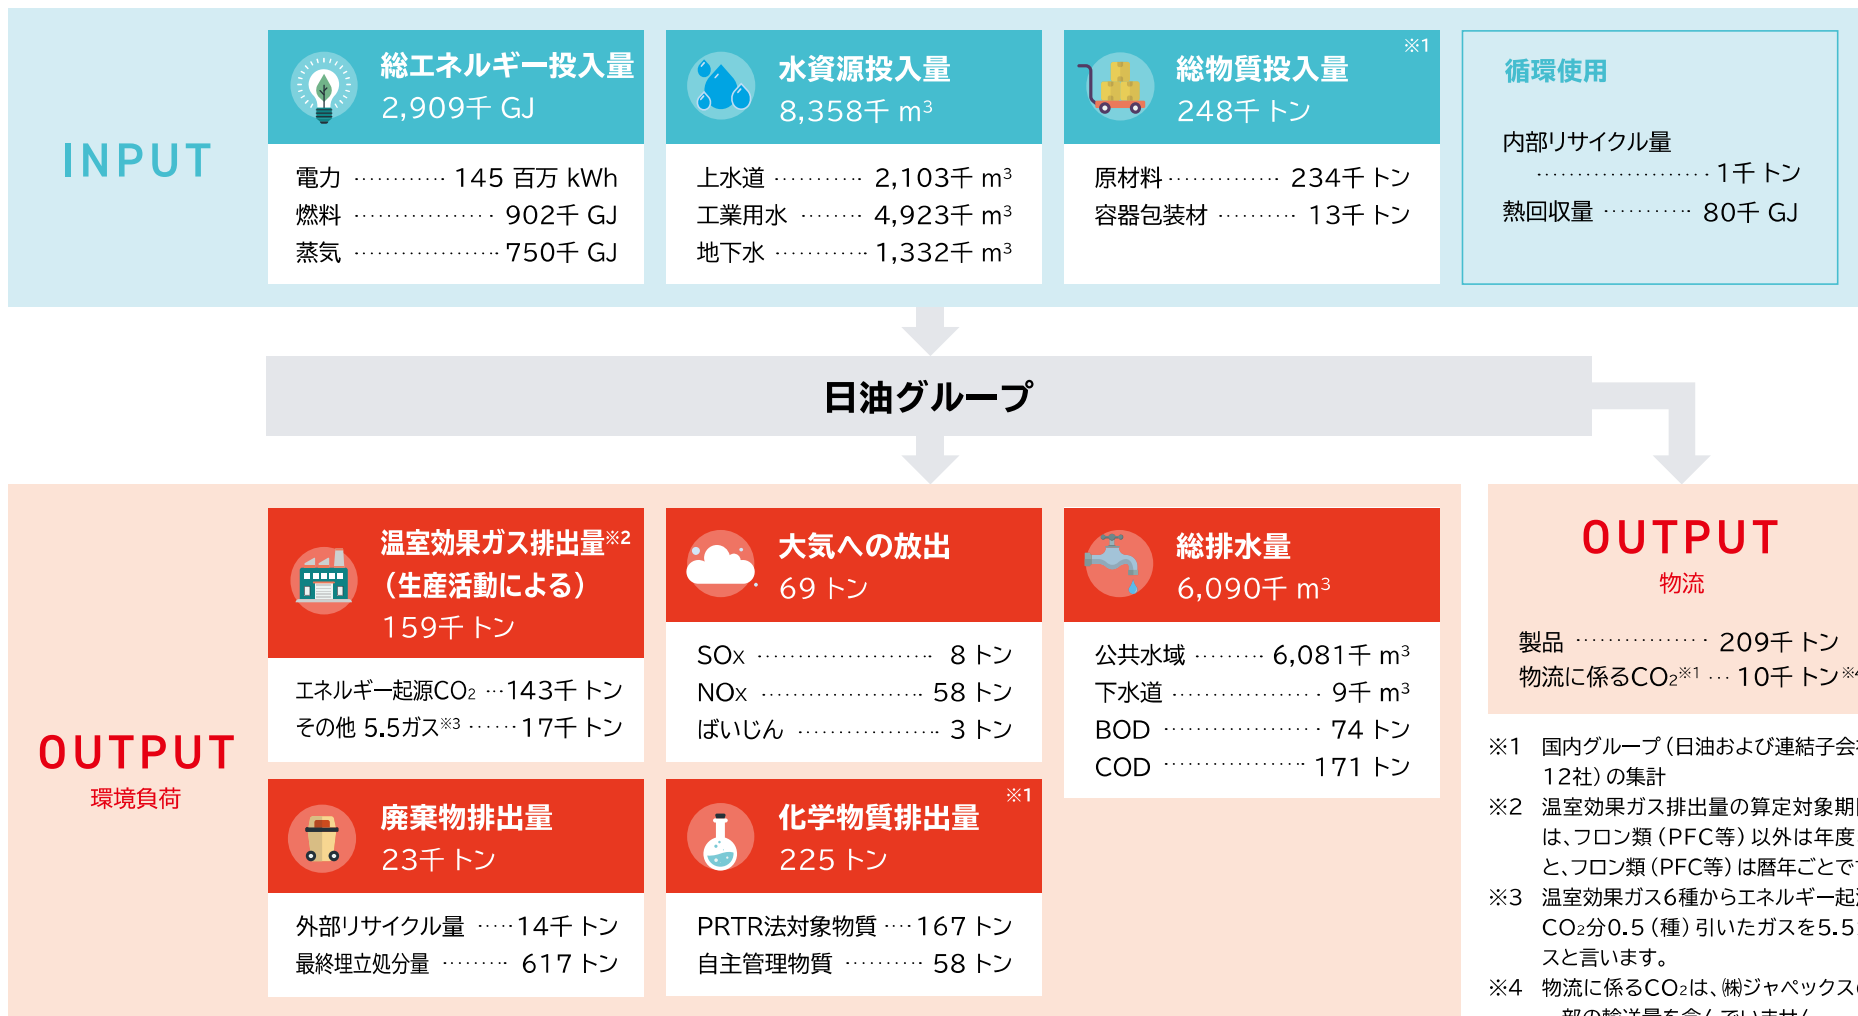 INPUT
総エネルギー投入量
2,909千 GJ
電力 ··········· 145 百万 kWh
燃料 ················· 902千 GJ
蒸気 ·················· 750千 GJ
水資源投入量
8,358千 m³
上水道 ··········· 2,103千 m³
工業用水 ········ 4,923千 m³
地下水 ············ 1,332千 m³
総物質投入量
※1
248千 トン
原材料 ·············· 234千 トン
容器包装材 ·········· 13千 トン
循環使用
内部リサイクル量
····················· 1千 トン
熱回収量 ··········· 80千 GJ
日油グループ
OUTPUT
環境負荷
温室効果ガス排出量※2
（生産活動による）
159千 トン
エネルギー起源CO₂ ···143千 トン
その他 5.5ガス※3 ······17千 トン
大気への放出
69 トン
SOx ······················ 8 トン
NOx ····················· 58 トン
ばいじん ·················· 3 トン
総排水量
6,090千 m³
公共水域 ········· 6,081千 m³
下水道 ··················· 9千 m³
BOD ···················· 74 トン
COD ·················· 171 トン
廃棄物排出量
23千 トン
外部リサイクル量 ·····14千 トン
最終埋立処分量 ········ 617 トン
化学物質排出量
※1
225 トン
PRTR法対象物質 ····167 トン
自主管理物質 ·········· 58 トン
OUTPUT
物流
製品 ················ 209千 トン
物流に係るCO₂※1 ··· 10千 トン※4
※1 国内グループ（日油および連結子会
12社）の集計
※2 温室効果ガス排出量の算定対象期
は、フロン類（PFC等）以外は年度
と、フロン類（PFC等）は暦年ごとで
※3 温室効果ガス6種からエネルギー起
CO₂分0.5（種）引いたガスを5.5
スと言います。
※4 物流に係るCO₂は、㈱ジャペックス
部の輸送量を含んでいません